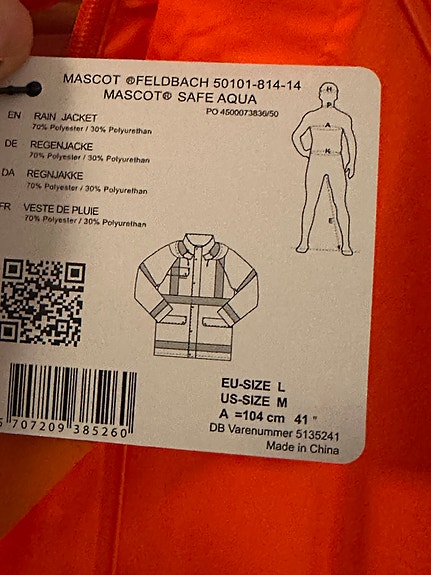 MASCOT ®FELDBACH 50101-814-14
MASCOT® SAFE AQUA
PO 4500073836/50
EN RAIN JACKET
70% Polyester / 30% Polyurethan
DE REGENJACKE
70% Polyester / 30% Polyurethan
DA REGNJAKKE
70% Polyester / 30% Polyurethan
FR VESTE DE PLUIE
70% Polyester / 30% Polyurethan
H
P
A
K
E
EU-SIZE L
US-SIZE M
A =104 cm 41 "
DB Varenummer 5135241
Made in China
5 707209 385260